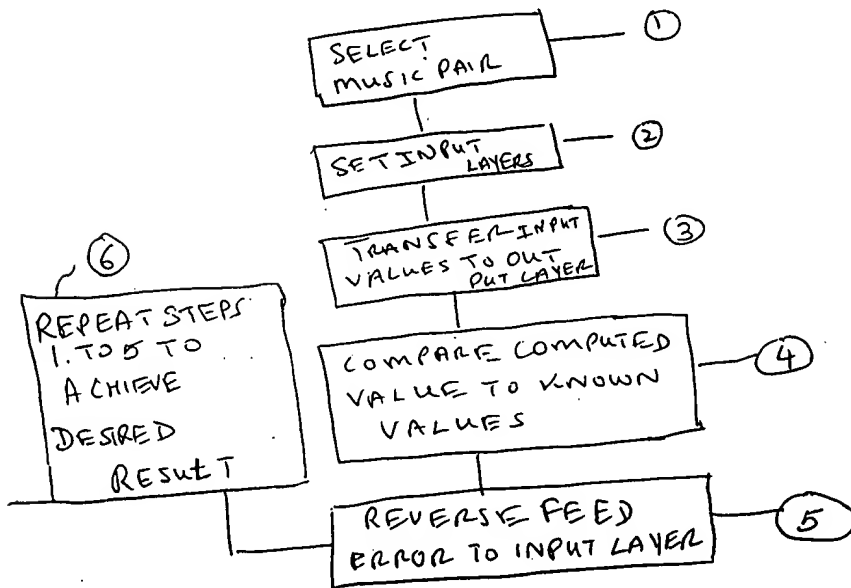 SELECT
MUSIC PAIR
1
SET INPUT
LAYERS
2
TRANSFER INPUT
VALUES TO OUT
PUT LAYER
3
COMPARE COMPUTED
VALUE TO KNOWN
VALUES
4
REVERSE FEED
ERROR TO INPUT LAYER
5
6
REPEAT STEPS
1. TO 5 TO
ACHIEVE
DESIRED
RESULT